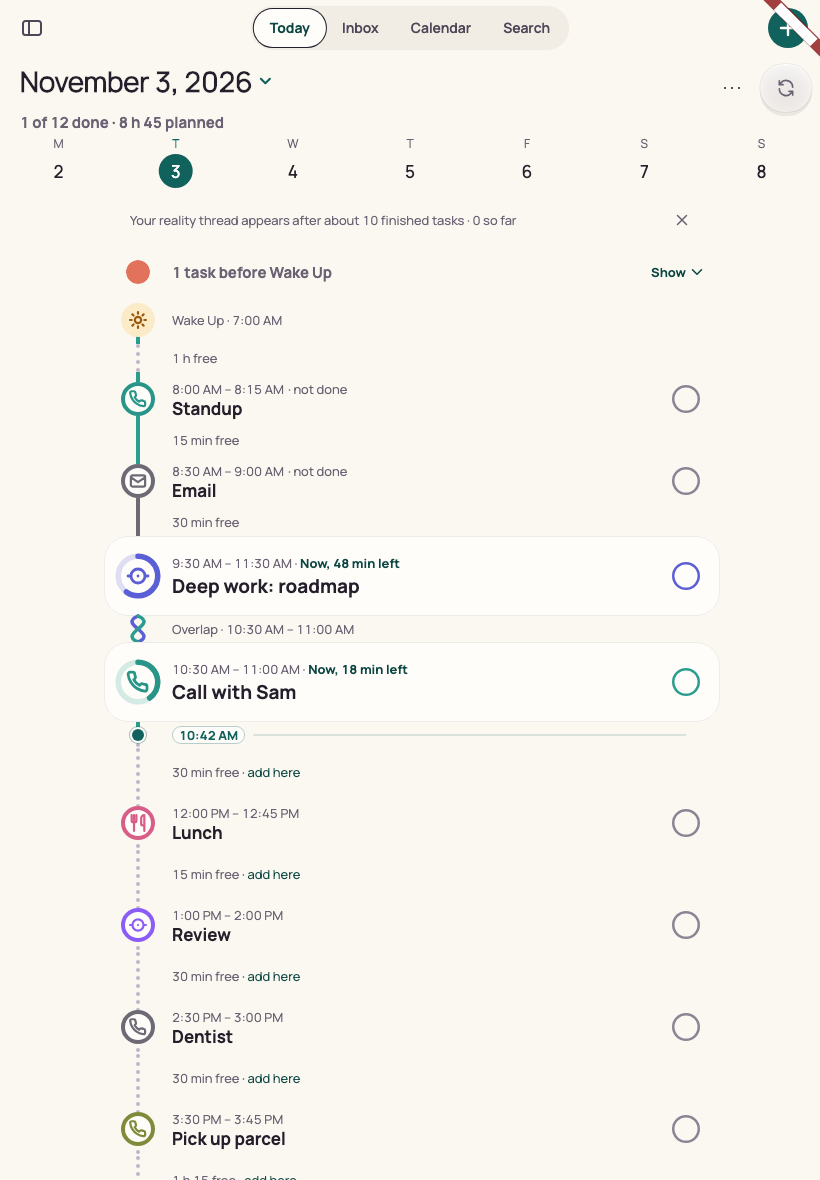 Today Inbox Calendar Search
November 3, 2026
1 of 12 done · 8 h 45 planned
M T W T F S S
2 3 4 5 6 7 8
Your reality thread appears after about 10 finished tasks · 0 so far
1 task before Wake Up Show
Wake Up · 7:00 AM
1 h free
8:00 AM – 8:15 AM · not done
Standup
15 min free
8:30 AM – 9:00 AM · not done
Email
30 min free
9:30 AM – 11:30 AM · Now, 48 min left
Deep work: roadmap
Overlap · 10:30 AM – 11:00 AM
10:30 AM – 11:00 AM · Now, 18 min left
Call with Sam
10:42 AM
30 min free · add here
12:00 PM – 12:45 PM
Lunch
15 min free · add here
1:00 PM – 2:00 PM
Review
30 min free · add here
2:30 PM – 3:00 PM
Dentist
30 min free · add here
3:30 PM – 3:45 PM
Pick up parcel
1 h 15 free · add here